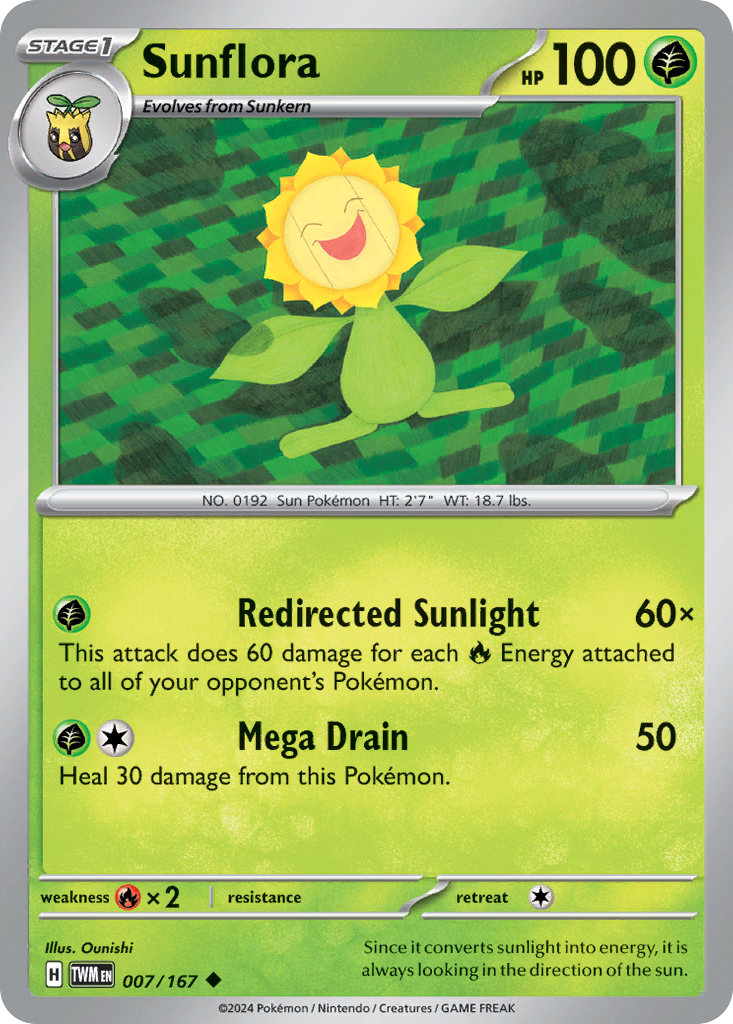 STAGE1
Sunflora
HP 100
Evolves from Sunkern
NO. 0192 Sun Pokémon HT: 2'7" WT: 18.7 lbs.
Redirected Sunlight 60×
This attack does 60 damage for each Energy attached
to all of your opponent's Pokémon.
Mega Drain 50
Heal 30 damage from this Pokémon.
weakness ×2 resistance retreat
Illus. Ounishi
H TWM EN 007/167
Since it converts sunlight into energy, it is
always looking in the direction of the sun.
©2024 Pokémon / Nintendo / Creatures / GAME FREAK